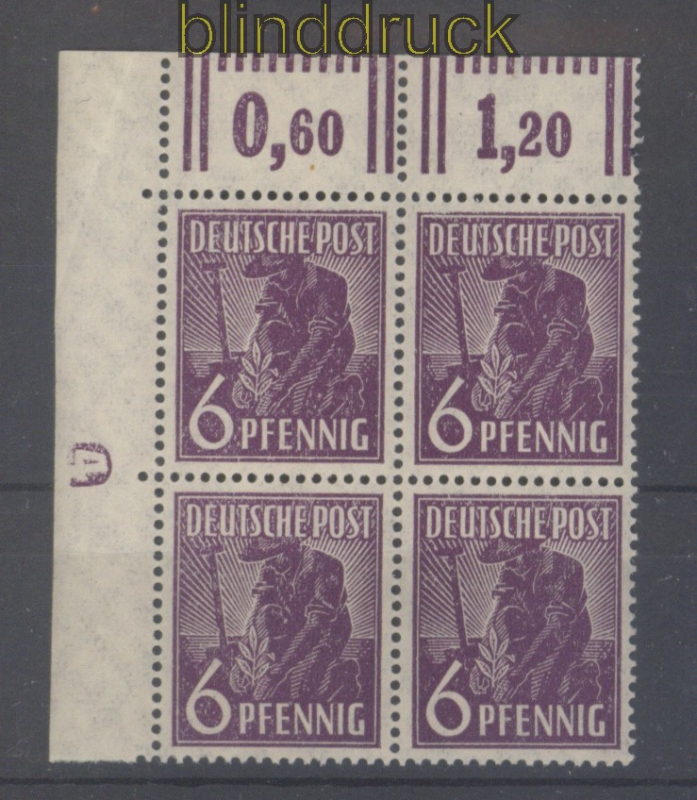 blinddruck
0,60 1,20
DEUTSCHE POST DEUTSCHE POST
6 PFENNIG 6 PFENNIG
DEUTSCHE POST DEUTSCHE POST
6 PFENNIG 6 PFENNIG